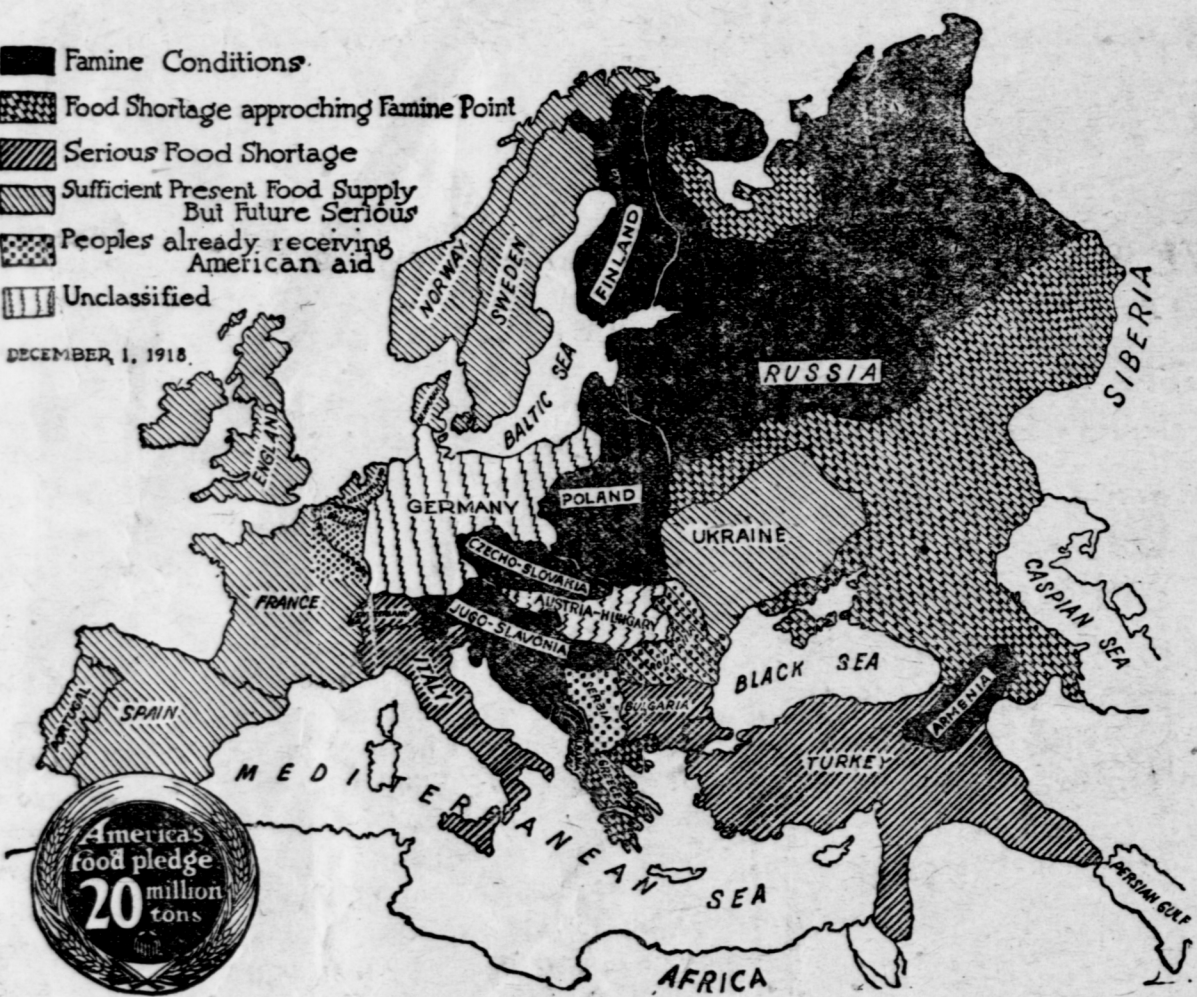 Famine Conditions
Food Shortage approching Famine Point
Serious Food Shortage
Sufficient Present Food Supply
But Future Serious
Peoples already receiving
American aid
Unclassified
DECEMBER, 1, 1918.
NORWAY
SWEDEN
FINLAND
BALTIC SEA
RUSSIA
SIBERIA
ENGLAND
GERMANY
POLAND
UKRAINE
CZECHO-SLOVAKIA
AUSTRIA-HUNGARY
JUGO-SLAVONIA
FRANCE
ITALY
SPAIN
PORTUGAL
SERBIA
BULGARIA
BLACK SEA
CASPIAN SEA
ARMENIA
TURKEY
MEDITERRANEAN SEA
PERSIAN GULF
AFRICA
America's
food pledge
20 million
tons